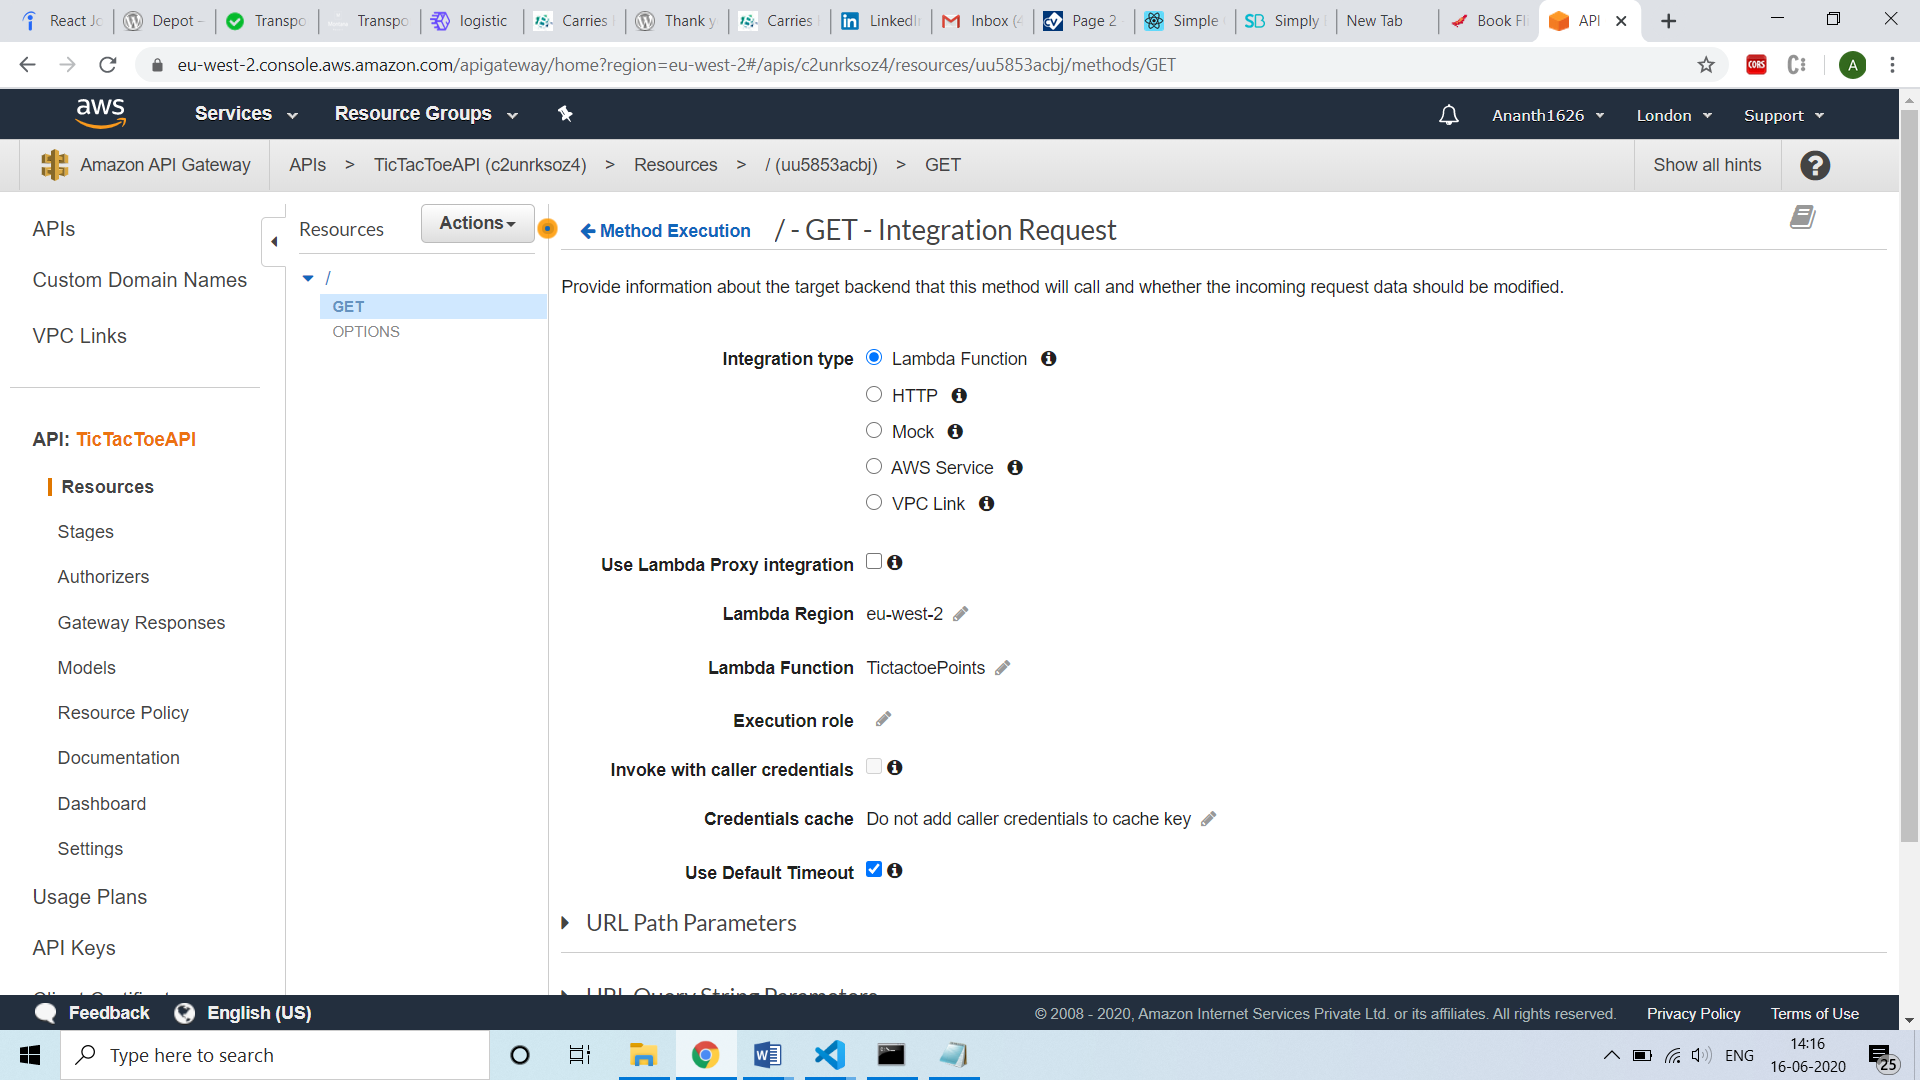 React Jo
Depot –
Transpo
Transpo
logistic
Carries
Thank y
Carries
LinkedIn
Inbox (4
Page 2
Simple
Simply
New Tab
Book Fli
API
eu-west-2.console.aws.amazon.com/apigateway/home?region=eu-west-2#/apis/c2unrksoz4/resources/uu5853acbj/methods/GET
CORS
A
aws
Services
Resource Groups
Ananth1626
London
Support
Amazon API Gateway
APIs > TicTacToeAPI (c2unrksoz4) > Resources > / (uu5853acbj) > GET
Show all hints
APIs
Custom Domain Names
VPC Links
API: TicTacToeAPI
Resources
Stages
Authorizers
Gateway Responses
Models
Resource Policy
Documentation
Dashboard
Settings
Usage Plans
API Keys
Resources
Actions
/
GET
OPTIONS
Method Execution
/ - GET - Integration Request
Provide information about the target backend that this method will call and whether the incoming request data should be modified.
Integration type
Lambda Function
HTTP
Mock
AWS Service
VPC Link
Use Lambda Proxy integration
Lambda Region eu-west-2
Lambda Function TictactoePoints
Execution role
Invoke with caller credentials
Credentials cache Do not add caller credentials to cache key
Use Default Timeout
URL Path Parameters
URL Query String Parameters
Feedback
English (US)
© 2008 - 2020, Amazon Internet Services Private Ltd. or its affiliates. All rights reserved.
Privacy Policy
Terms of Use
Type here to search
ENG
14:16
16-06-2020
25